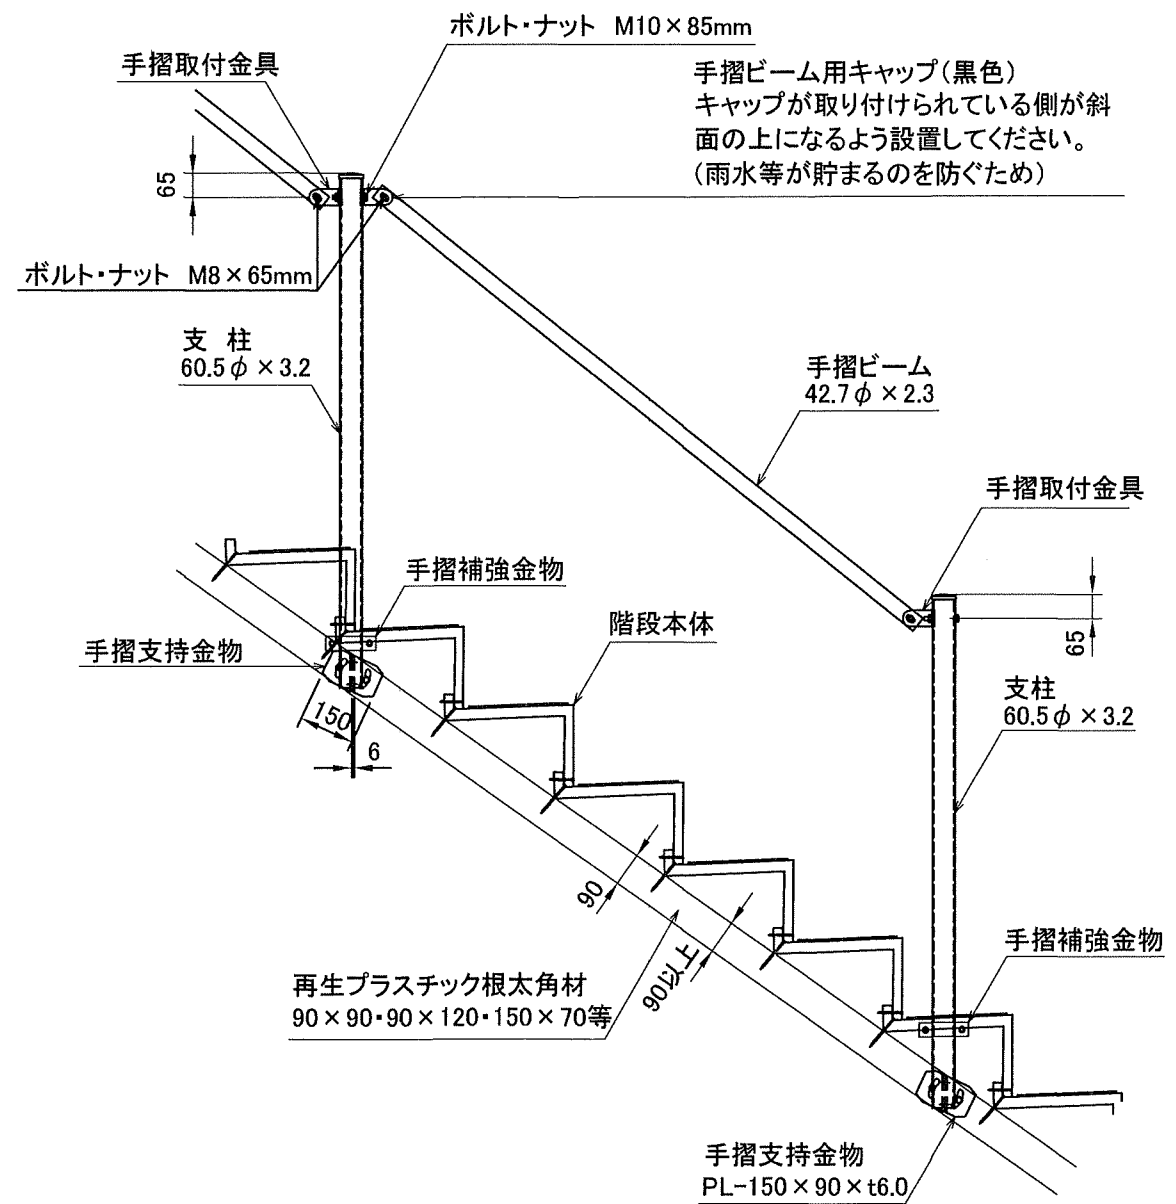 ボルト・ナット M10×85mm
手摺取付金具
手摺ビーム用キャップ(黒色)
キャップが取り付けられている側が斜
面の上になるよう設置してください。
(雨水等が貯まるのを防ぐため)
65
ボルト・ナット M8×65mm
支 柱
60.5φ×3.2
手摺ビーム
42.7φ×2.3
手摺取付金具
手摺補強金物
階段本体
65
手摺支持金物
支柱
60.5φ×3.2
150
6
90
90以上
手摺補強金物
再生プラスチック根太角材
90×90・90×120・150×70等
手摺支持金物
PL-150×90×t6.0